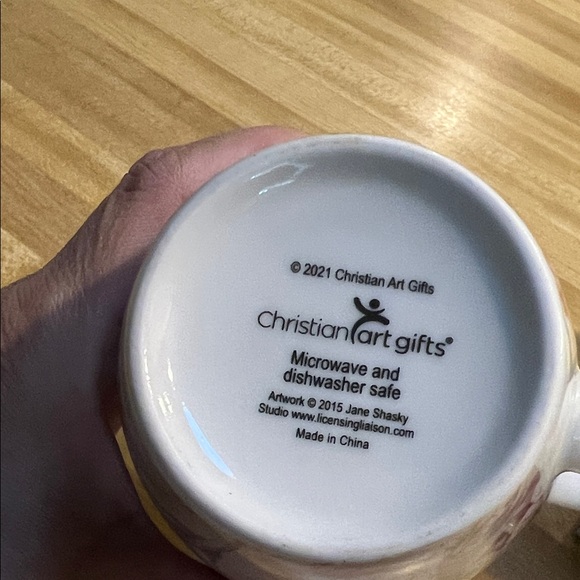 © 2021 Christian Art Gifts
Christian art gifts®
Microwave and
dishwasher safe
Artwork © 2015 Jane Shasky
Studio www.licensingliaison.com
Made in China